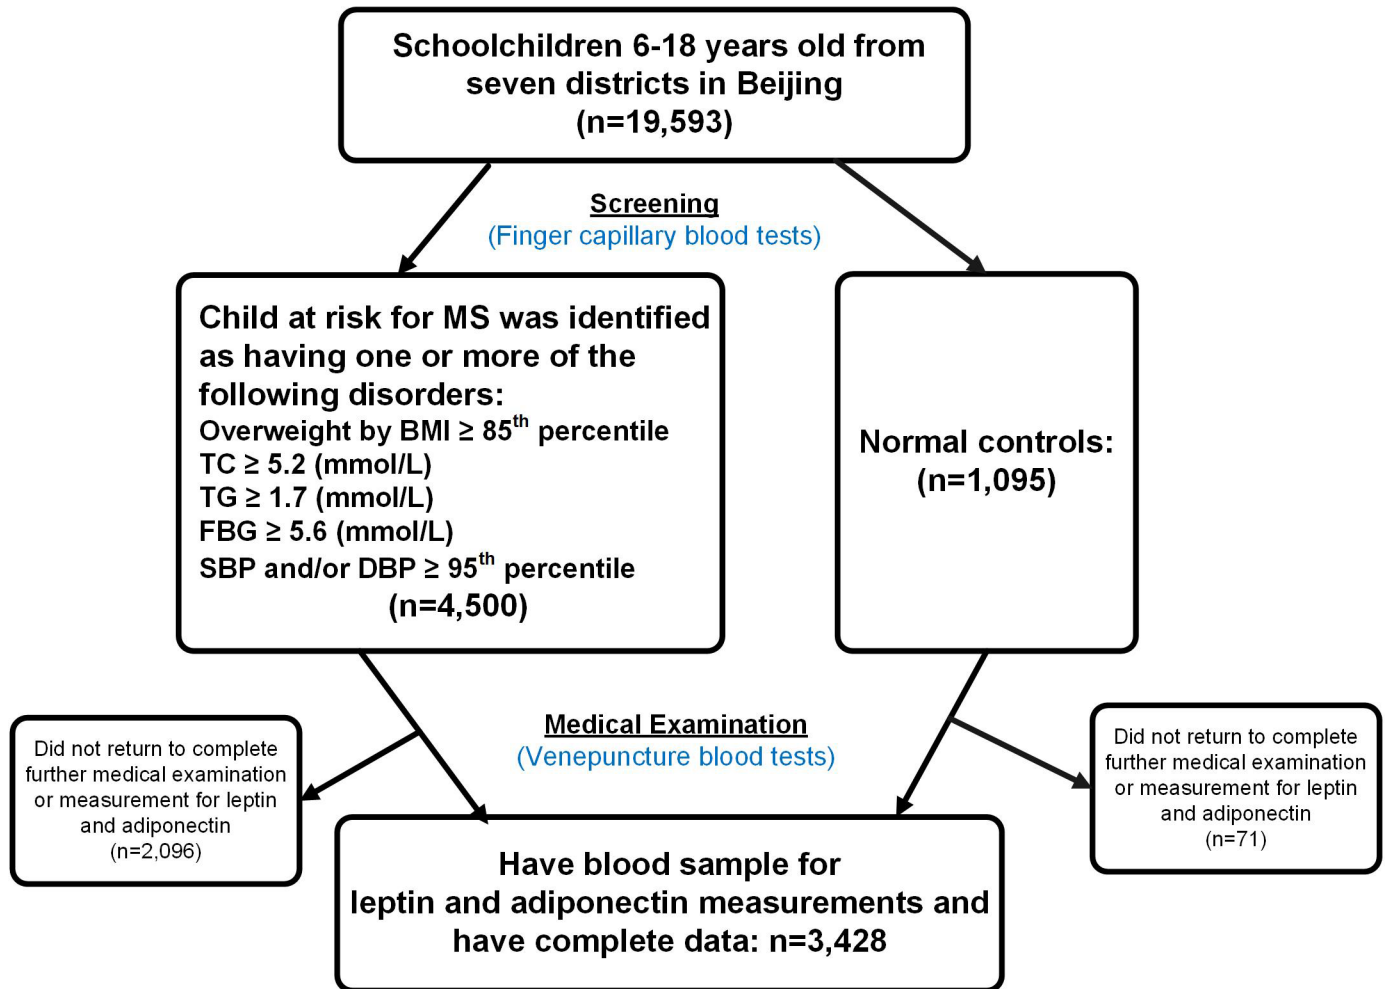 Schoolchildren 6-18 years old from
seven districts in Beijing
(n=19,593)
Screening
(Finger capillary blood tests)
Child at risk for MS was identified
as having one or more of the
following disorders:
Overweight by BMI ≥ 85th percentile
TC ≥ 5.2 (mmol/L)
TG ≥ 1.7 (mmol/L)
FBG ≥ 5.6 (mmol/L)
SBP and/or DBP ≥ 95th percentile
(n=4,500)
Normal controls:
(n=1,095)
Medical Examination
(Venepuncture blood tests)
Did not return to complete
further medical examination
or measurement for leptin
and adiponectin
(n=2,096)
Did not return to complete
further medical examination
or measurement for leptin
and adiponectin
(n=71)
Have blood sample for
leptin and adiponectin measurements and
have complete data: n=3,428